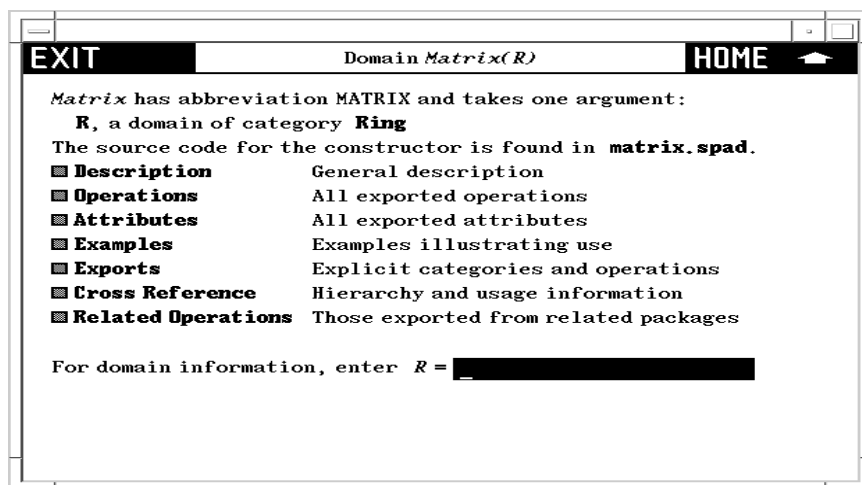 EXIT Domain Matrix(R) HOME
Matrix has abbreviation MATRIX and takes one argument:
R, a domain of category Ring
The source code for the constructor is found in matrix.spad.
Description General description
Operations All exported operations
Attributes All exported attributes
Examples Examples illustrating use
Exports Explicit categories and operations
Cross Reference Hierarchy and usage information
Related Operations Those exported from related packages
For domain information, enter R = _